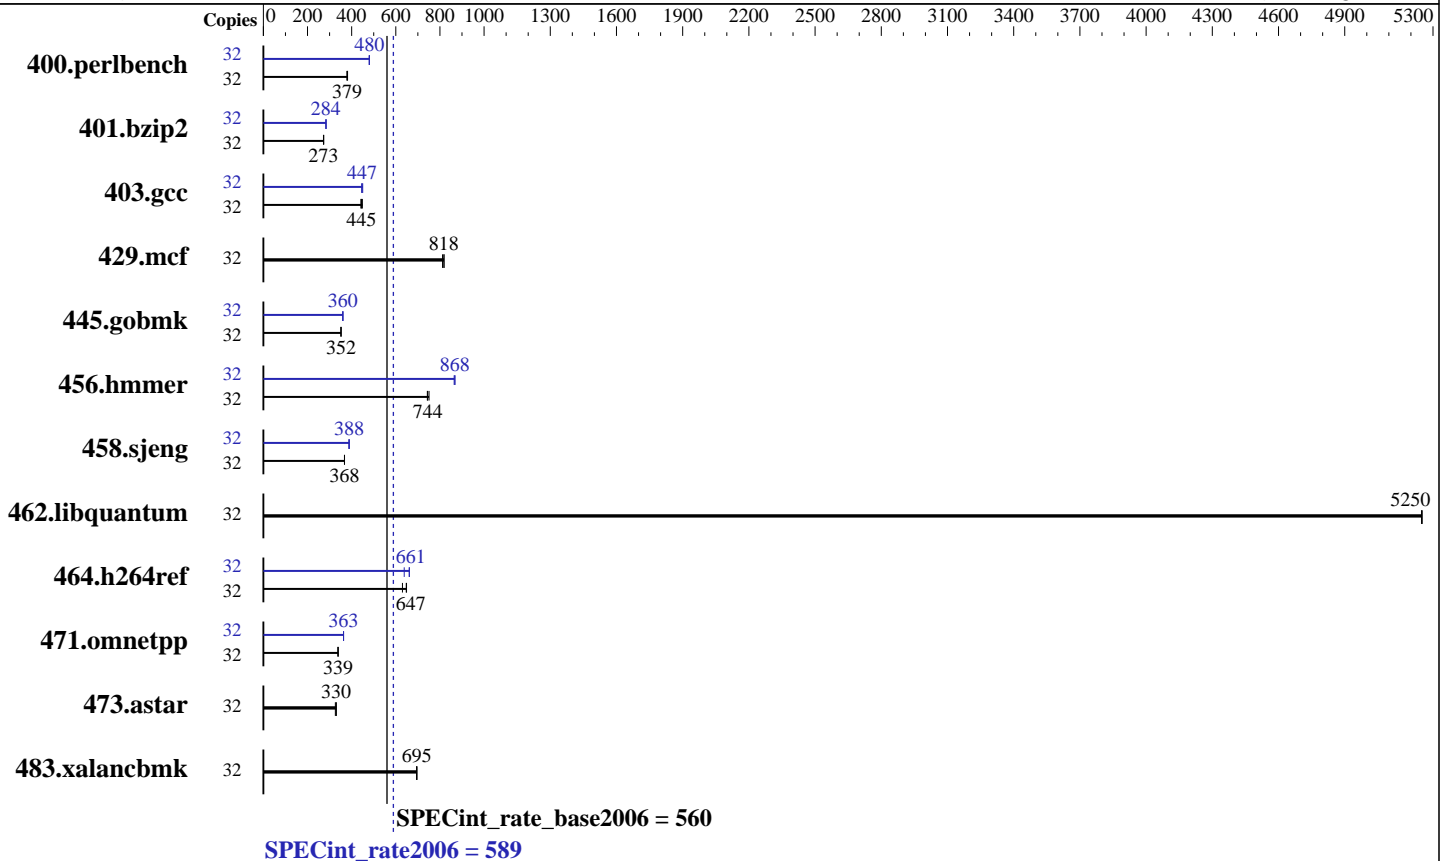 Copies 0 200 400 600 800 1000 1300 1600 1900 2200 2500 2800 3100 3400 3700 4000 4300 4600 4900 5300
400.perlbench 32 480
32 379
401.bzip2 32 284
32 273
403.gcc 32 447
32 445
429.mcf 32 818
445.gobmk 32 360
32 352
456.hmmer 32 868
32 744
458.sjeng 32 388
32 368
462.libquantum 32 5250
464.h264ref 32 661
32 647
471.omnetpp 32 363
32 339
473.astar 32 330
483.xalancbmk 32 695
SPECint_rate_base2006 = 560
SPECint_rate2006 = 589